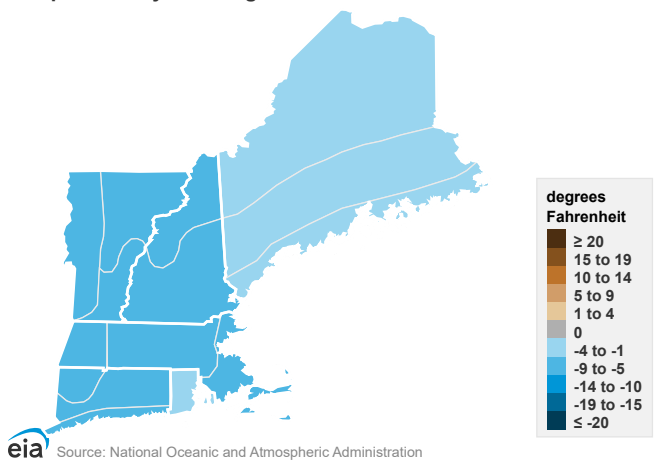 degrees
Fahrenheit
≥ 20
15 to 19
10 to 14
5 to 9
1 to 4
0
-4 to -1
-9 to -5
-14 to -10
-19 to -15
≤ -20
eia Source: National Oceanic and Atmospheric Administration